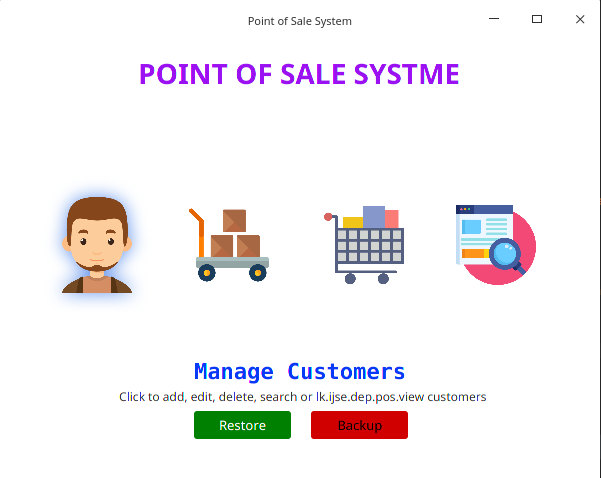 Point of Sale System
POINT OF SALE SYSTME
Manage Customers
Click to add, edit, delete, search or lk.ijse.dep.pos.view customers
Restore
Backup